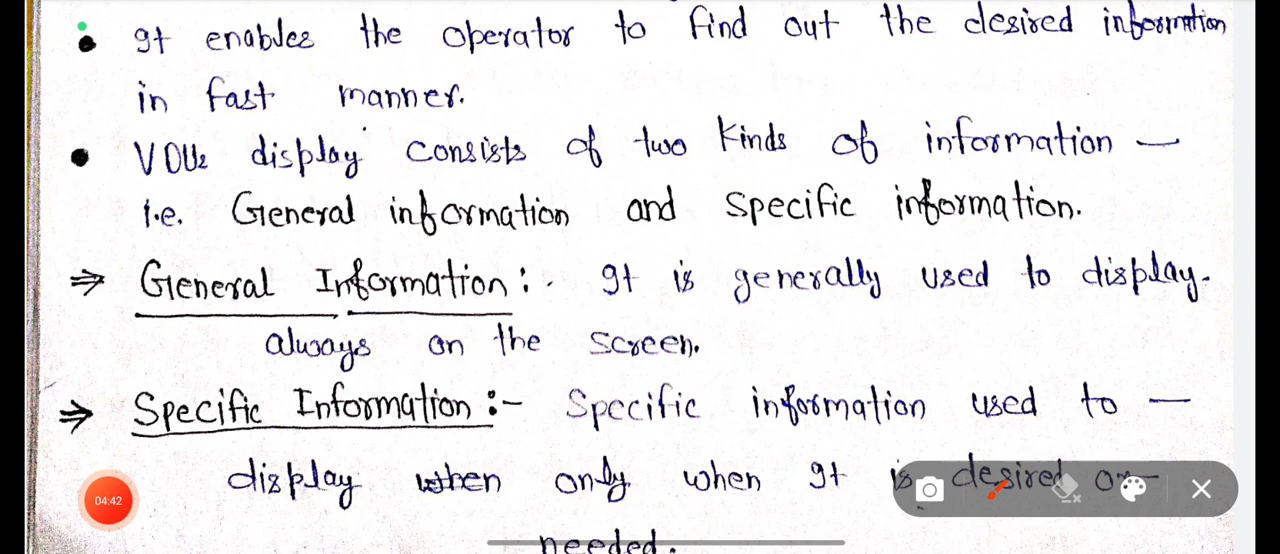 • It enables the operator to find out the desired information
in fast manner.
• VDUs display consists of two kinds of information —
i.e. General information and specific information.
⇒ General Information :- It is generally used to display.
always on the screen.
⇒ Specific Information :- Specific information used to —
display when only when It is desired or
needed.
04:42